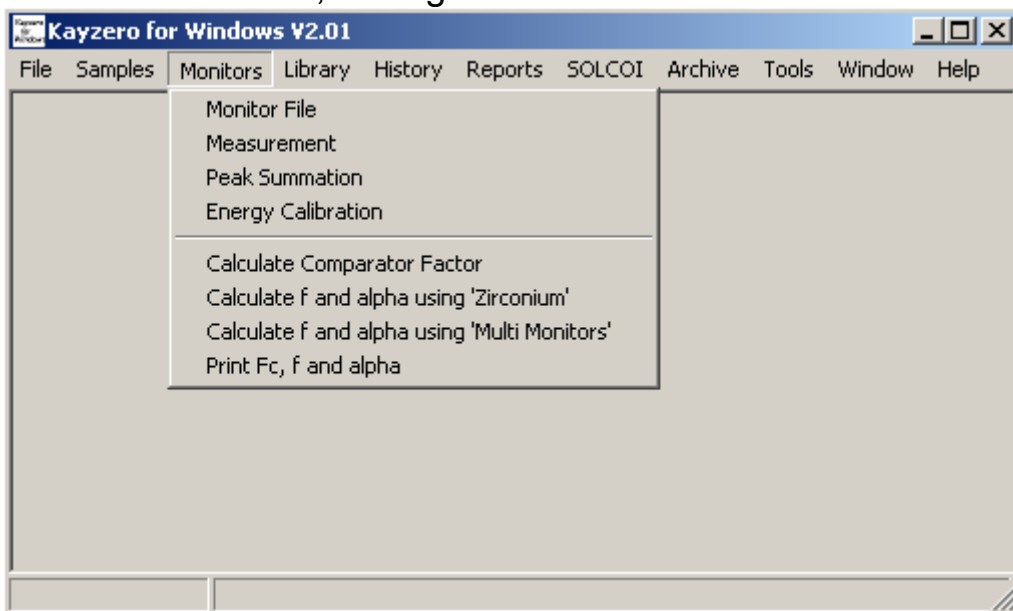 Kayzero for Windows V2.01
File Samples Monitors Library History Reports SOLCOI Archive Tools Window Help
Monitor File
Measurement
Peak Summation
Energy Calibration
Calculate Comparator Factor
Calculate f and alpha using 'Zirconium'
Calculate f and alpha using 'Multi Monitors'
Print Fc, f and alpha